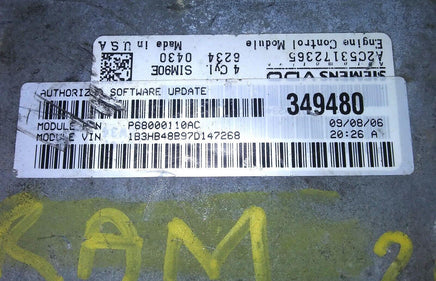 SIEMENS VDO
A2C53172365
Engine Control Module
4 Cyl. SIM90E
6234 0430
Made in U.S.A
AUTHORIZED SOFTWARE UPDATE
349480
MODULE P/N P68000110AC 09/08/06
MODULE VIN 1B3HB48B97D147268 20:26 A
RAM